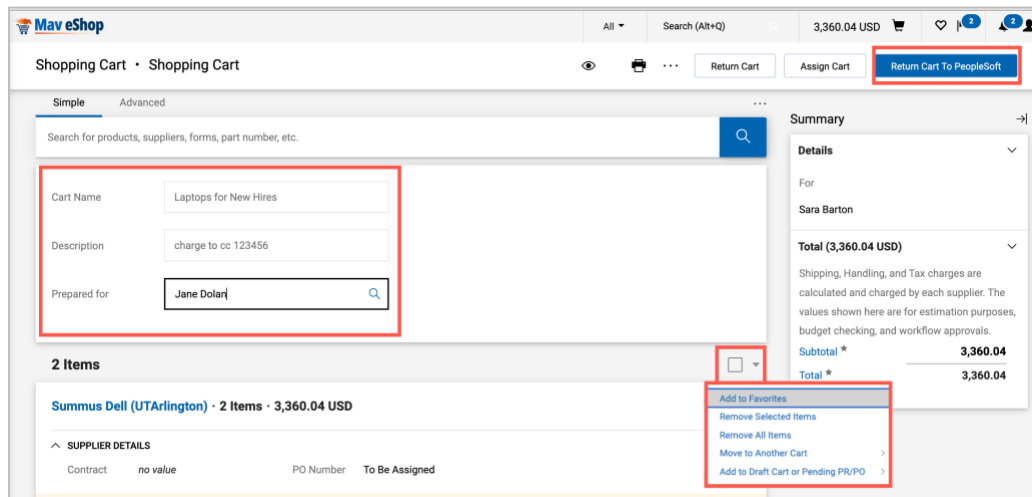 Mav eShop
All
Search (Alt+Q)
3,360.04 USD
2
2
Shopping Cart • Shopping Cart
...
Return Cart
Assign Cart
Return Cart To PeopleSoft
Simple
Advanced
...
Search for products, suppliers, forms, part number, etc.
Cart Name
Laptops for New Hires
Description
charge to cc 123456
Prepared for
Jane Dolan
Summary
Details
For
Sara Barton
Total (3,360.04 USD)
Shipping, Handling, and Tax charges are
calculated and charged by each supplier. The
values shown here are for estimation purposes,
budget checking, and workflow approvals.
Subtotal *
3,360.04
Total *
3,360.04
2 Items
Add to Favorites
Remove Selected Items
Remove All Items
Move to Another Cart
Add to Draft Cart or Pending PR/PO
Summus Dell (UTArlington) · 2 Items · 3,360.04 USD
SUPPLIER DETAILS
Contract
no value
PO Number
To Be Assigned